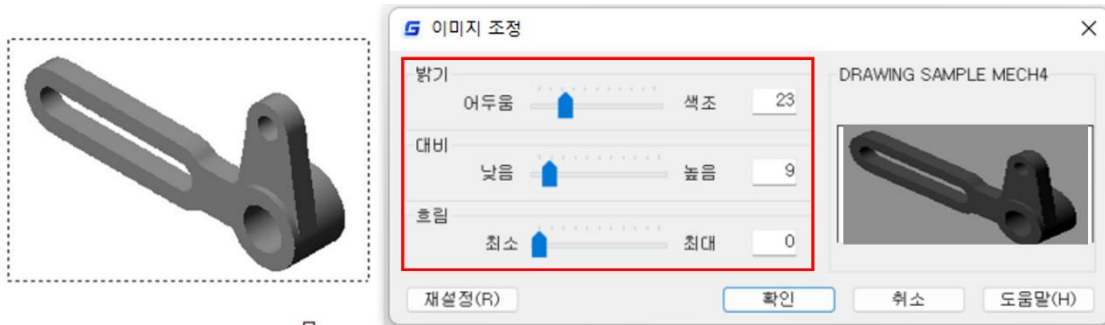 이미지 조정
밝기
어두움 색조 23
대비
낮음 높음 9
흐림
최소 최대 0
DRAWING SAMPLE MECH4
재설정(R) 확인 취소 도움말(H)